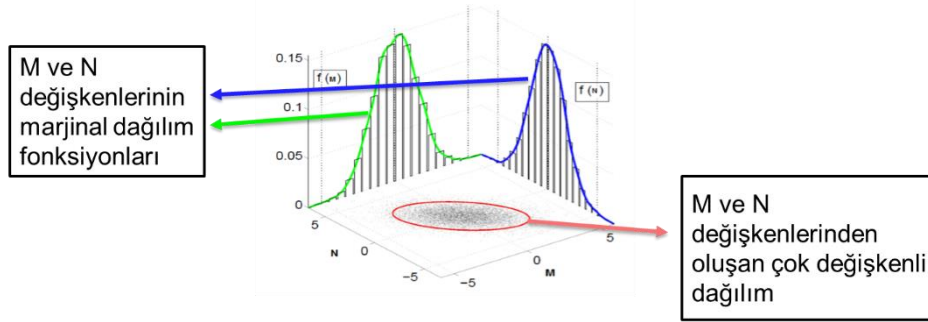 M ve N
değişkenlerinin
marjinal dağılım
fonksiyonları
0.15
0.1
0.05
0
f(M)
f(N)
5
0
−5
N
−5
0
5
M
M ve N
değişkenlerinden
oluşan çok değişkenli
dağılım